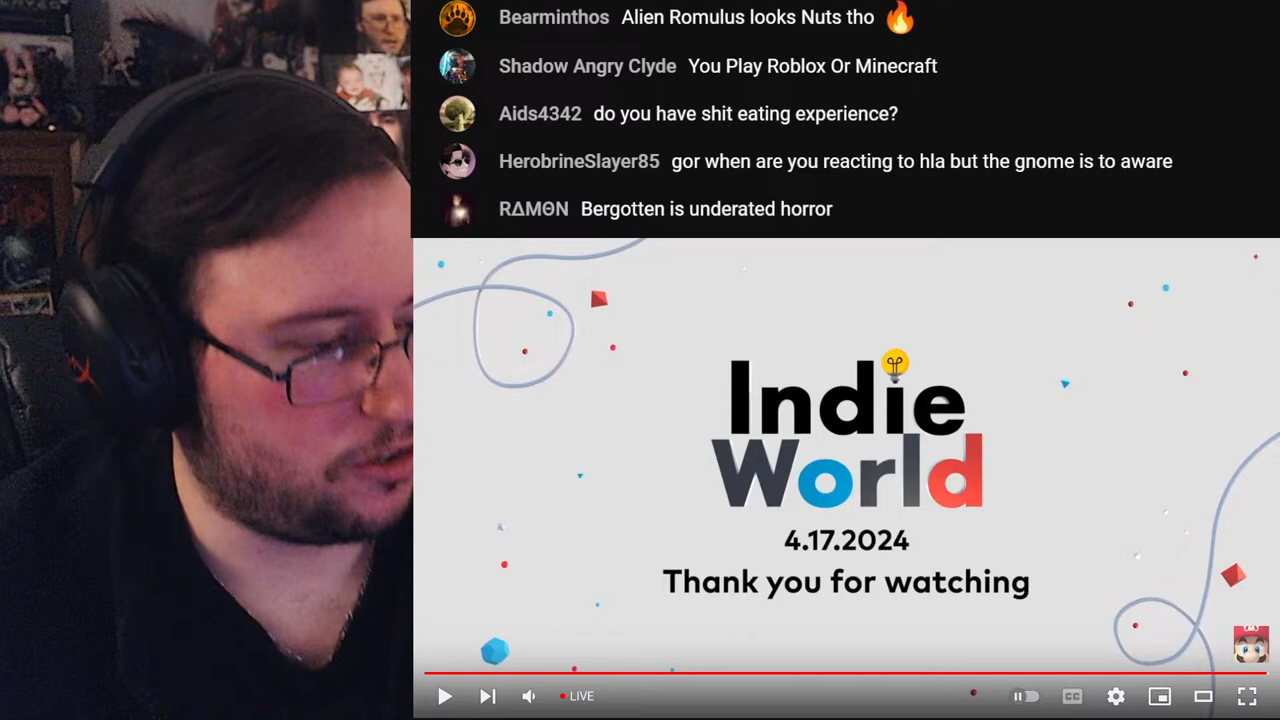 Bearminthos Alien Romulus looks Nuts tho 🔥
Shadow Angry Clyde You Play Roblox Or Minecraft
Aids4342 do you have shit eating experience?
HerobrineSlayer85 gor when are you reacting to hla but the gnome is to aware
RΔMΘN Bergotten is underated horror
Indie
World
4.17.2024
Thank you for watching
LIVE
CC